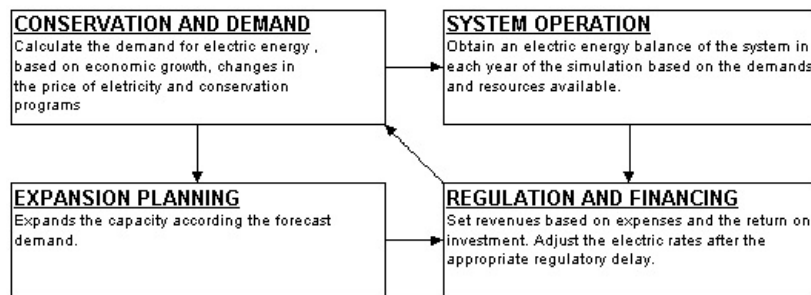 CONSERVATION AND DEMAND
Calculate the demand for electric energy ,
based on economic growth, changes in
the price of eletricity and conservation
programs
SYSTEM OPERATION
Obtain an electric energy balance of the system in
each year of the simulation based on the demands
and resources available.
EXPANSION PLANNING
Expands the capacity according the forecast
demand.
REGULATION AND FINANCING
Set revenues based on expenses and the return on
investment. Adjust the electric rates after the
appropriate regulatory delay.